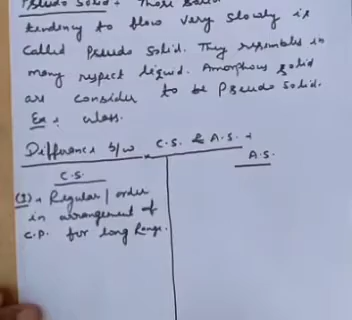 Pseudo Solid : Those solid
tendency to flow very slowly is
called Pseudo Solid. They resembles in
many respect liquid. Amorphous solid
are consider to be Pseudo Solid.
Ex : Glass.
Difference b/w C.S. & A.S. :
C.S.
A.S.
(1) Regular / order
in arrangement of
C.P. for long Range.